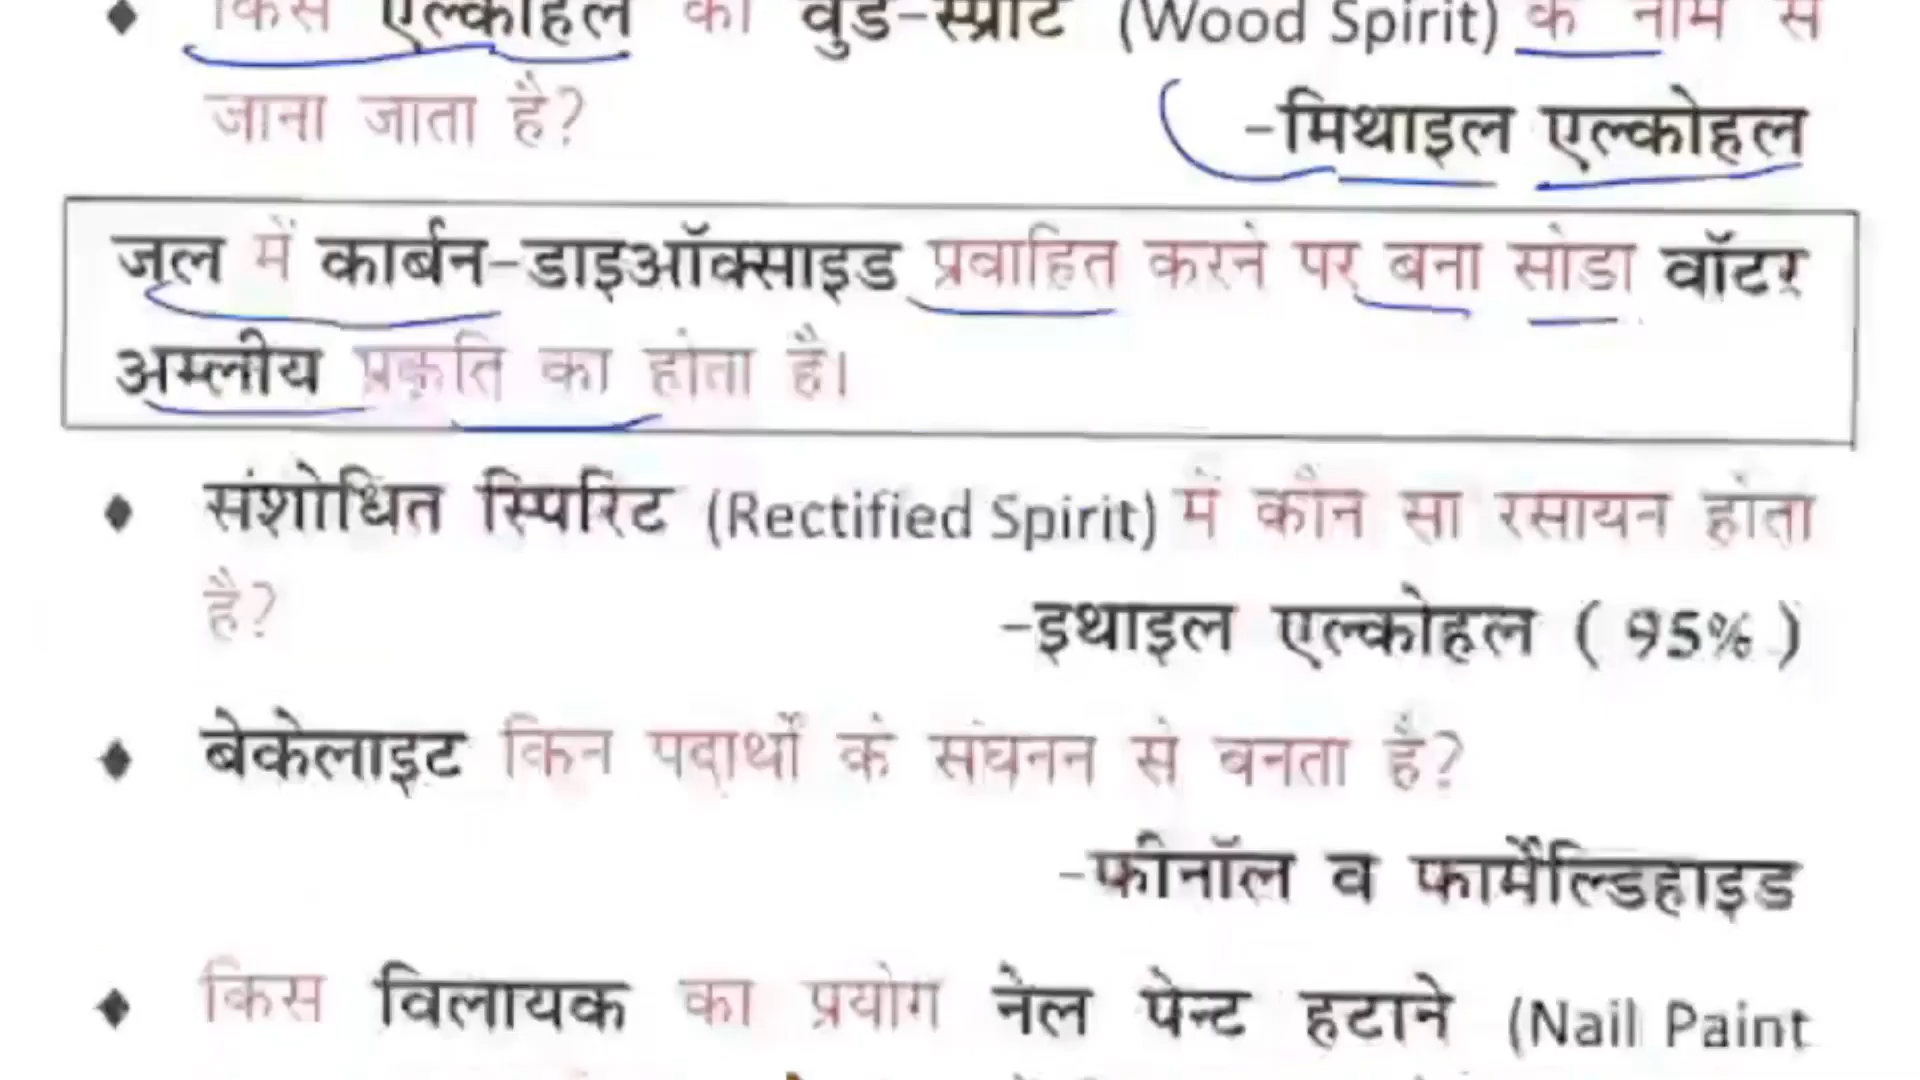 किस एल्कोहल को वुड-स्प्रीट (Wood Spirit) के नाम से
जाना जाता है?
-मिथाइल एल्कोहल
जल में कार्बन-डाइऑक्साइड प्रवाहित करने पर बना सोडा वॉटर
अम्लीय प्रकृति का होता है।
संशोधित स्पिरिट (Rectified Spirit) में कौन सा रसायन होता
है?
-इथाइल एल्कोहल ( 95% )
बेकेलाइट किन पदार्थों के संघनन से बनता है?
-फीनॉल व फार्मेल्डिहाइड
किस विलायक का प्रयोग नेल पेन्ट हटाने (Nail Paint